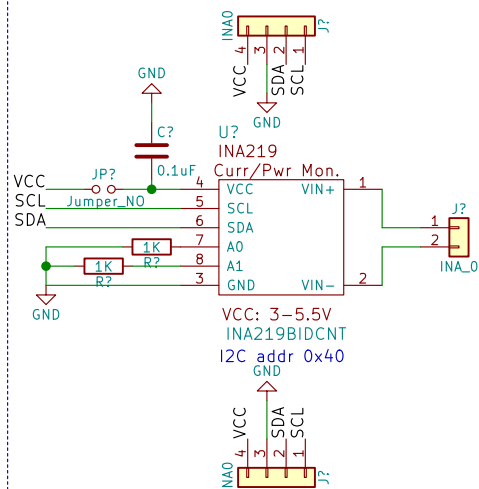 INA0
J?
4
3
2
1
VCC
SDA
SCL
GND
GND
C?
0.1uF
U?
INA219
Curr/Pwr Mon.
VCC
JP?
Jumper_NO
SCL
SDA
4
VCC
VIN+
1
5
SCL
6
SDA
J?
1
2
INA_0
1K
R?
7
A0
1K
R?
8
A1
3
GND
VIN-
2
GND
VCC: 3-5.5V
INA219BIDCNT
I2C addr 0x40
GND
VCC
SDA
SCL
4
3
2
1
NA0
J?